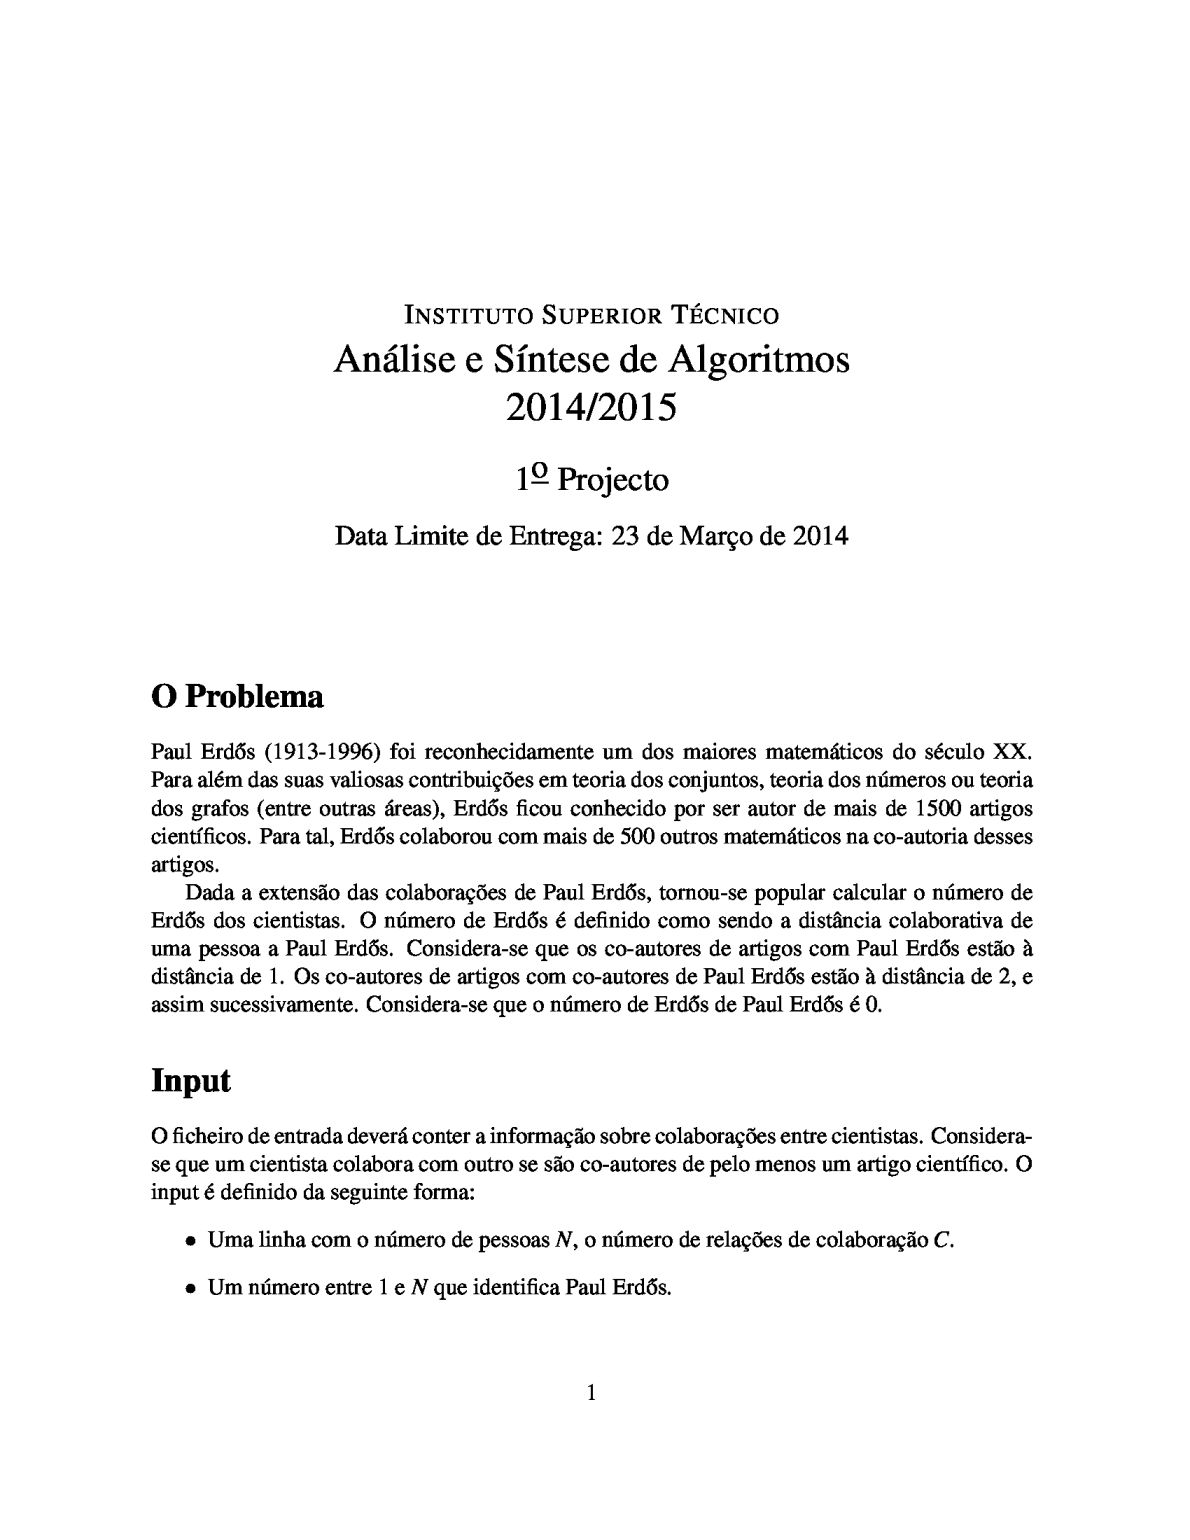 INSTITUTO SUPERIOR TÉCNICO
Análise e Síntese de Algoritmos
2014/2015
1º Projecto
Data Limite de Entrega: 23 de Março de 2014
O Problema
Paul Erdős (1913-1996) foi reconhecidamente um dos maiores matemáticos do século XX.
Para além das suas valiosas contribuições em teoria dos conjuntos, teoria dos números ou teoria
dos grafos (entre outras áreas), Erdős ficou conhecido por ser autor de mais de 1500 artigos
científicos. Para tal, Erdős colaborou com mais de 500 outros matemáticos na co-autoria desses
artigos.
Dada a extensão das colaborações de Paul Erdős, tornou-se popular calcular o número de
Erdős dos cientistas. O número de Erdős é definido como sendo a distância colaborativa de
uma pessoa a Paul Erdős. Considera-se que os co-autores de artigos com Paul Erdős estão à
distância de 1. Os co-autores de artigos com co-autores de Paul Erdős estão à distância de 2, e
assim sucessivamente. Considera-se que o número de Erdős de Paul Erdős é 0.
Input
O ficheiro de entrada deverá conter a informação sobre colaborações entre cientistas. Considera-
se que um cientista colabora com outro se são co-autores de pelo menos um artigo científico. O
input é definido da seguinte forma:
• Uma linha com o número de pessoas N, o número de relações de colaboração C.
• Um número entre 1 e N que identifica Paul Erdős.
1